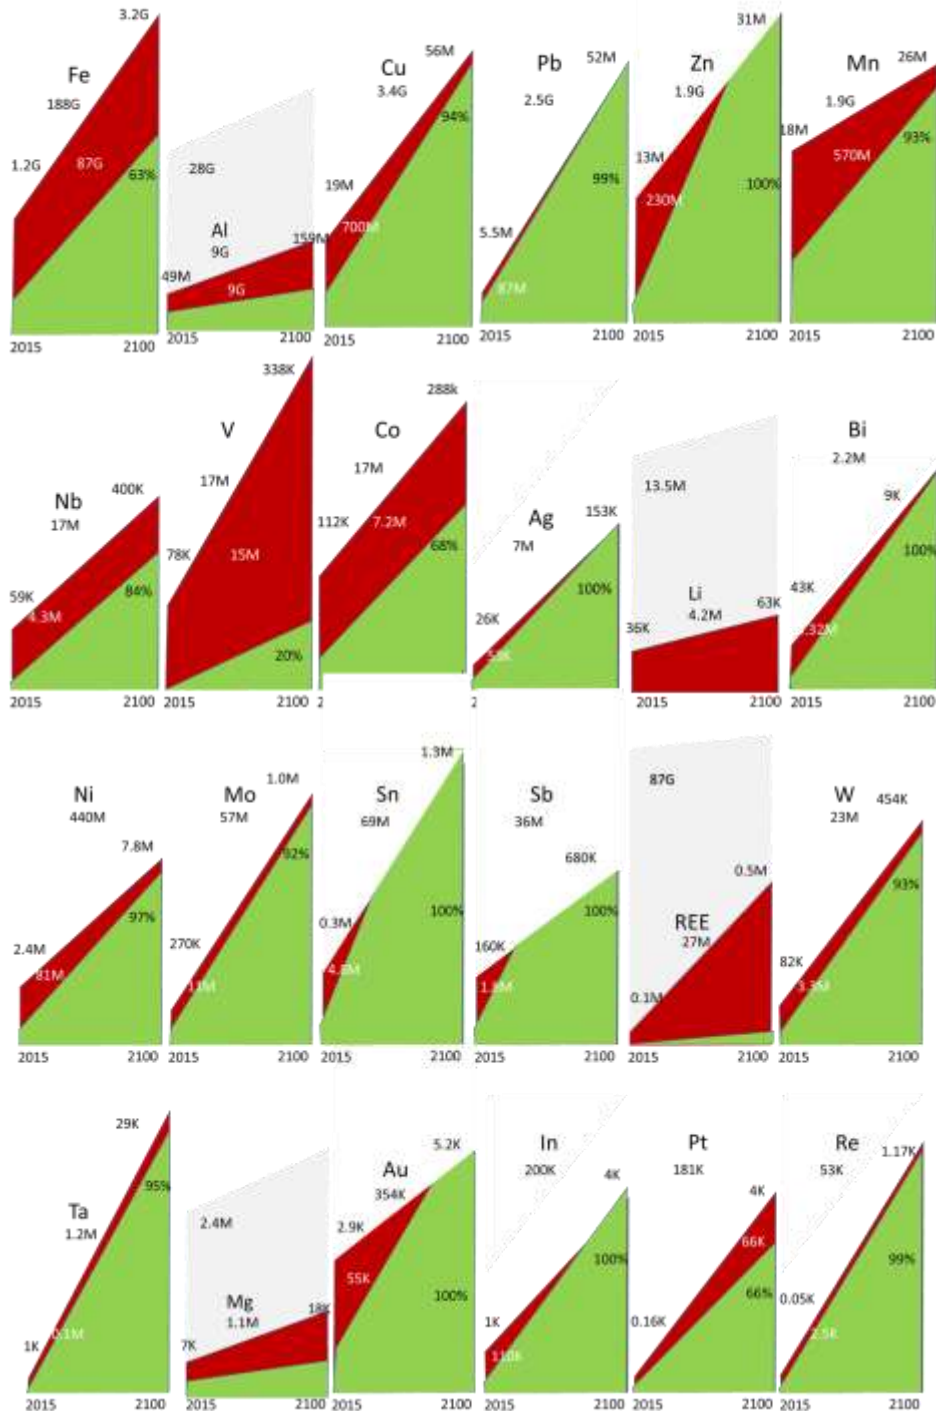 3.2G
Fe
188G
1.2G
87G
63%
2015 2100
28G
Al
9G
159M
49M
9G
2015 2100
56M
Cu
3.4G
94%
19M
700M
2015 2100
52M
Pb
2.5G
99%
5.5M
87M
2015 2100
31M
Zn
1.9G
13M
100%
230M
2015 2100
26M
Mn
1.9G
18M
93%
570M
2015 2100
400K
Nb
17M
84%
59K
4.3M
2015 2100
338K
V
17M
78K
15M
20%
2015 2100
288k
Co
17M
112K
7.2M
68%
2100
Ag
153K
7M
100%
26K
2100
13.5M
Li
63K
4.2M
36K
2015 2100
Bi
2.2M
9K
100%
43K
2015 2100
Ni
440M
7.8M
97%
2.4M
81M
2015 2100
1.0M
Mo
57M
92%
270K
11M
2015 2100
1.3M
Sn
69M
0.3M
100%
2015 2100
Sb
36M
680K
100%
160K
2015 2100
87G
0.5M
REE
27M
0.1M
2015 2100
W
454K
23M
93%
82K
3.3M
2015 2100
29K
95%
Ta
1.2M
1K
0.1M
2015 2100
2.4M
Mg
18K
1.1M
7K
2015 2100
5.2K
Au
354K
2.9K
55K
100%
2015 2100
In
200K
4K
100%
1K
110K
2015 2100
Pt
181K
4K
66K
66%
0.16K
2015 2100
Re
1.17K
53K
99%
0.05K
2.5K
2015 2100